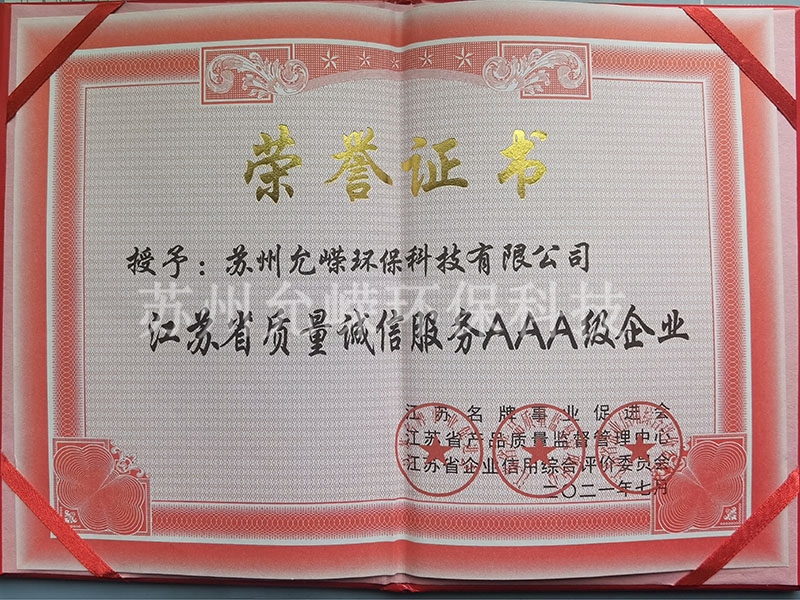 荣誉证书
授予：苏州允嵘环保科技有限公司
苏州允嵘环保科技
江苏省质量诚信服务AAA级企业
江苏名牌事业促进会
江苏省产品质量监督管理中心
江苏省企业信用综合评价委员会
二〇二一年七月